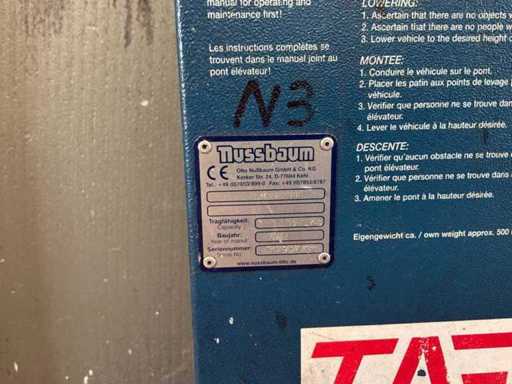 manual for operating and
maintenance first!
Les instructions complètes se
trouvent dans le manuel joint au
pont élévateur!
N3
nussbaum
CE
Otto Nußbaum GmbH & Co. KG
Korker Str. 24, D-77694 Kehl
Tragfähigkeit:
Capacity
Baujahr:
Year of manuf.
Seriennummer:
Serial No.
www.nussbaum-lifts.de
LOWERING:
1. Ascertain that there are no objects
2. Ascertain that there are no people
3. Lower vehicle to the desired height
MONTEE:
1. Conduire le véhicule sur le pont.
2. Placer les patin aux points de levage
véhicule.
3. Vérifier que personne ne se trouve dan
élévateur.
4. Lever le véhicule à la hauteur désirée.
DESCENTE:
1. Vérifier qu'aucun obstacle ne se trouve
pont élévateur.
2. Vérifier que personne ne se trouve dans
élévateur.
3. Amener le pont à la hauteur désirée.
Eigengewicht ca. / own weight approx. 500